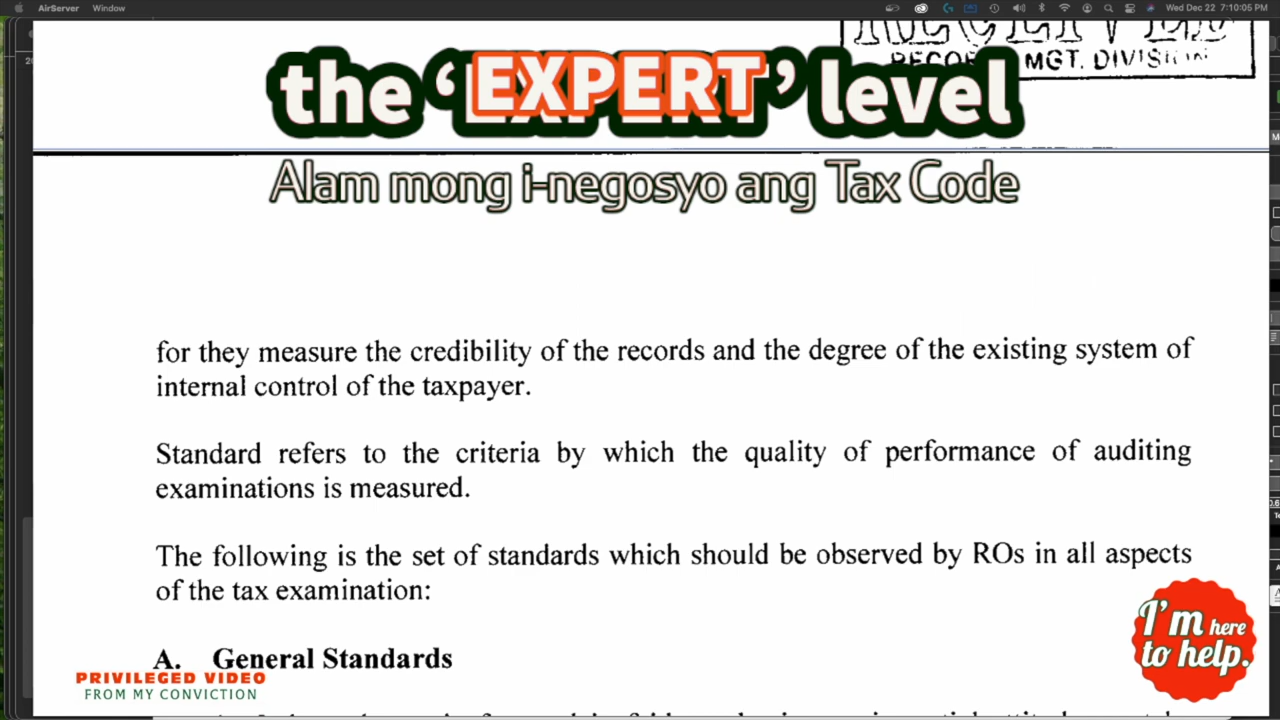 AirServer Window Wed Dec 22 7:10:05 PM
RECEIVED
MGT. DIVISION
the ‘EXPERT’ level
Alam mong i-negosyo ang Tax Code
for they measure the credibility of the records and the degree of the existing system of
internal control of the taxpayer.
Standard refers to the criteria by which the quality of performance of auditing
examinations is measured.
The following is the set of standards which should be observed by ROs in all aspects
of the tax examination:
A. General Standards
PRIVILEGED VIDEO
FROM MY CONVICTION
I'm here
to help.